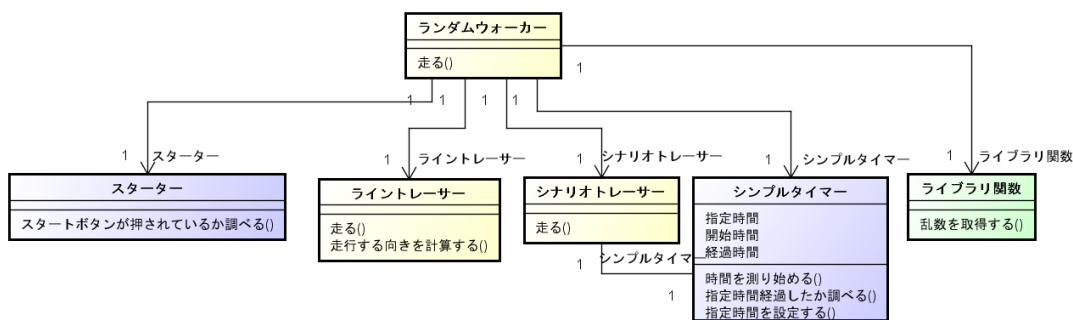 ランダムウォーカー
走る()
1
1 1 1 1
1 スターター
1 ライントレーサー
1 シナリオトレーサー
1 シンプルタイマー
1 ライブラリ関数
スターター
スタートボタンが押されているか調べる()
ライントレーサー
走る()
走行する向きを計算する()
シナリオトレーサー
走る()
シンプルタイマー
指定時間
開始時間
経過時間
時間を測り始める()
指定時間経過したか調べる()
指定時間を設定する()
ライブラリ関数
乱数を取得する()
シンプルタイマー
1
1